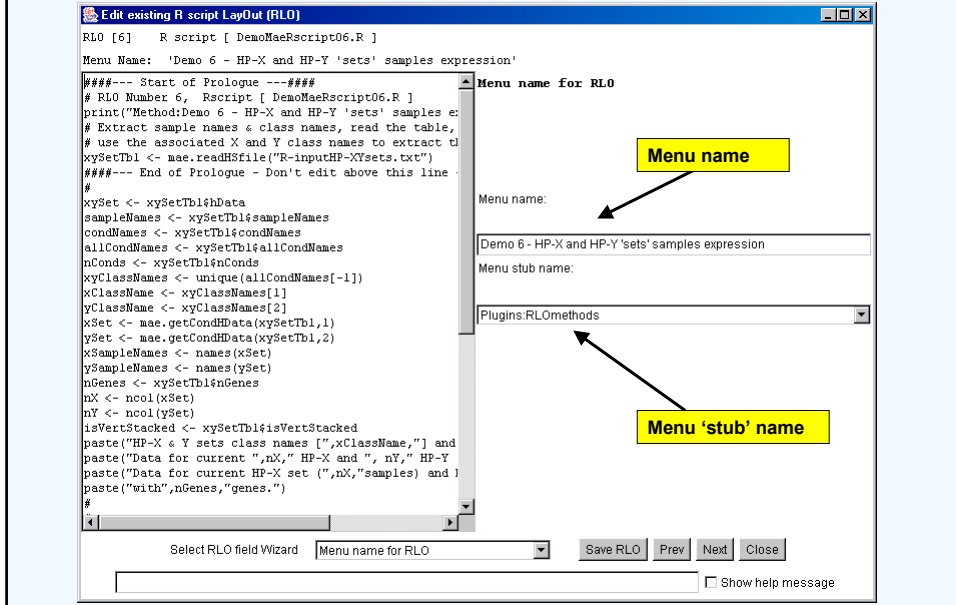 Edit existing R script LayOut (RLO)
RLO [6] R script [ DemoMaeRscript06.R ]
Menu Name: 'Demo 6 - HP-X and HP-Y 'sets' samples expression'
####--- Start of Prologue ---####
# RLO Number 6, Rscript [ DemoMaeRscript06.R ]
print("Method:Demo 6 - HP-X and HP-Y 'sets' samples
# Extract sample names & class names, read the table,
# use the associated X and Y class names to extract
xySetTbl <- mae.readHSfile("R-inputHP-XYsets.txt")
####--- End of Prologue - Don't edit above this line
#
xySet <- xySetTbl$hData
sampleNames <- xySetTbl$sampleNames
condNames <- xySetTbl$condNames
allCondNames <- xySetTbl$allCondNames
nConds <- xySetTbl$nConds
xyClassNames <- unique(allCondNames[-1])
xClassName <- xyClassNames[1]
yClassName <- xyClassNames[2]
xSet <- mae.getCondHData(xySetTbl,1)
ySet <- mae.getCondHData(xySetTbl,2)
xSampleNames <- names(xSet)
ySampleNames <- names(ySet)
nGenes <- xySetTbl$nGenes
nX <- ncol(xSet)
nY <- ncol(ySet)
isVertStacked <- xySetTbl$isVertStacked
paste("HP-X & Y sets class names [",xClassName,"] and
paste("Data for current ",nX," HP-X and ", nY," HP-Y
paste("Data for current HP-X set (",nX,"samples) and
paste("with",nGenes,"genes.")
#
Menu name for RLO
Menu name
Menu name:
Demo 6 - HP-X and HP-Y 'sets' samples expression
Menu stub name:
Plugins:RLOmethods
Menu ‘stub’ name
Select RLO field Wizard Menu name for RLO Save RLO Prev Next Close
Show help message